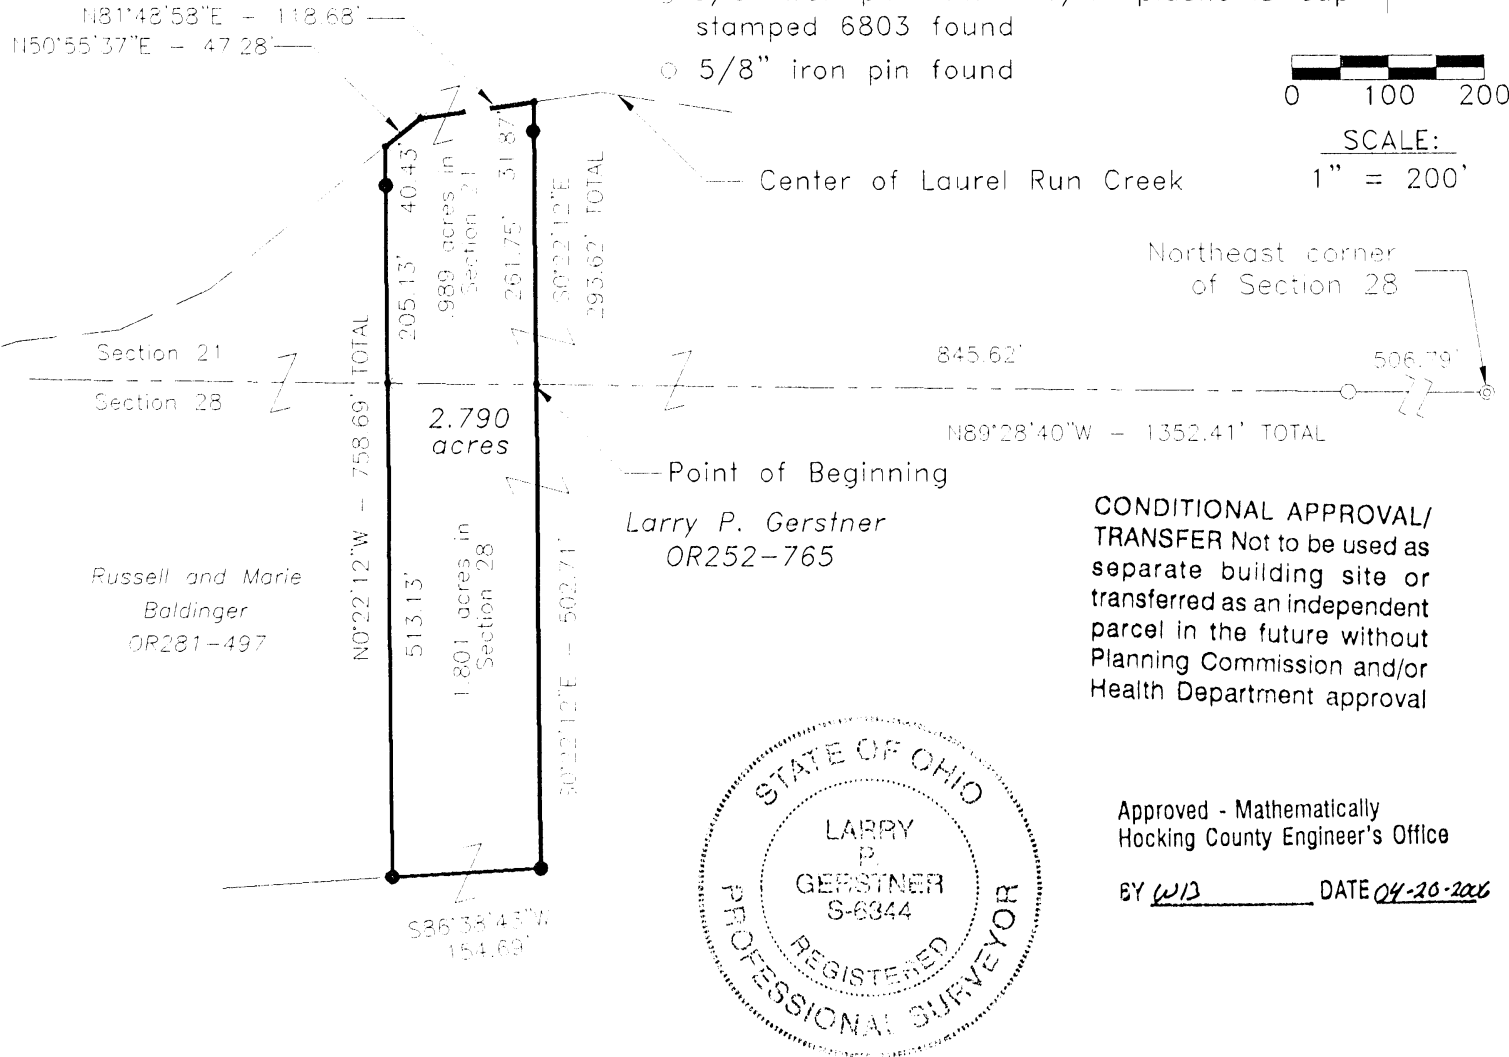 N81°48'58"E - 118.68'
N50°55'37"E - 47.28'
stamped 6803 found
5/8" iron pin found
0 100 200
SCALE:
1" = 200'
Center of Laurel Run Creek
Northeast corner
of Section 28
40.43'
205.13'
.989 acres in
Section 21
31.87'
261.75'
S0°22'12"E
293.62' TOTAL
Section 21
Section 28
845.62'
506.79'
N89°28'40"W - 1352.41' TOTAL
2.790
acres
Point of Beginning
Larry P. Gerstner
OR252-765
N0°22'12"W - 758.69' TOTAL
513.13'
1.801 acres in
Section 28
S0°22'12"E - 502.71'
Russell and Marie
Baldinger
OR281-497
S86°38'43"W
154.69'
CONDITIONAL APPROVAL/
TRANSFER Not to be used as
separate building site or
transferred as an independent
parcel in the future without
Planning Commission and/or
Health Department approval
STATE OF OHIO
LARRY
P.
GERSTNER
S-6344
REGISTERED
PROFESSIONAL SURVEYOR
Approved - Mathematically
Hocking County Engineer's Office
BY WB DATE 04-20-2006